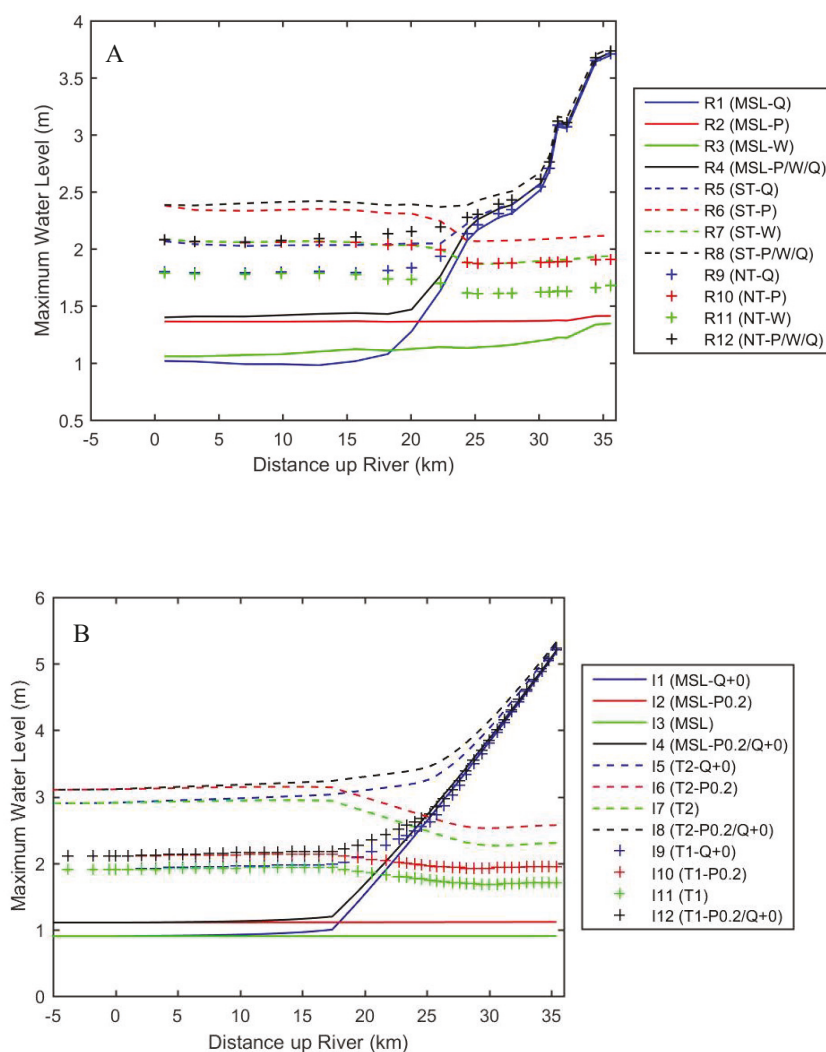 A
Maximum Water Level (m)
4
3.5
3
2.5
2
1.5
1
0.5
-5 0 5 10 15 20 25 30 35
Distance up River (km)
R1 (MSL-Q)
R2 (MSL-P)
R3 (MSL-W)
R4 (MSL-P/W/Q)
R5 (ST-Q)
R6 (ST-P)
R7 (ST-W)
R8 (ST-P/W/Q)
R9 (NT-Q)
R10 (NT-P)
R11 (NT-W)
R12 (NT-P/W/Q)
B
Maximum Water Level (m)
6
5
4
3
2
1
0
-5 0 5 10 15 20 25 30 35
Distance up River (km)
I1 (MSL-Q+0)
I2 (MSL-P0.2)
I3 (MSL)
I4 (MSL-P0.2/Q+0)
I5 (T2-Q+0)
I6 (T2-P0.2)
I7 (T2)
I8 (T2-P0.2/Q+0)
I9 (T1-Q+0)
I10 (T1-P0.2)
I11 (T1)
I12 (T1-P0.2/Q+0)